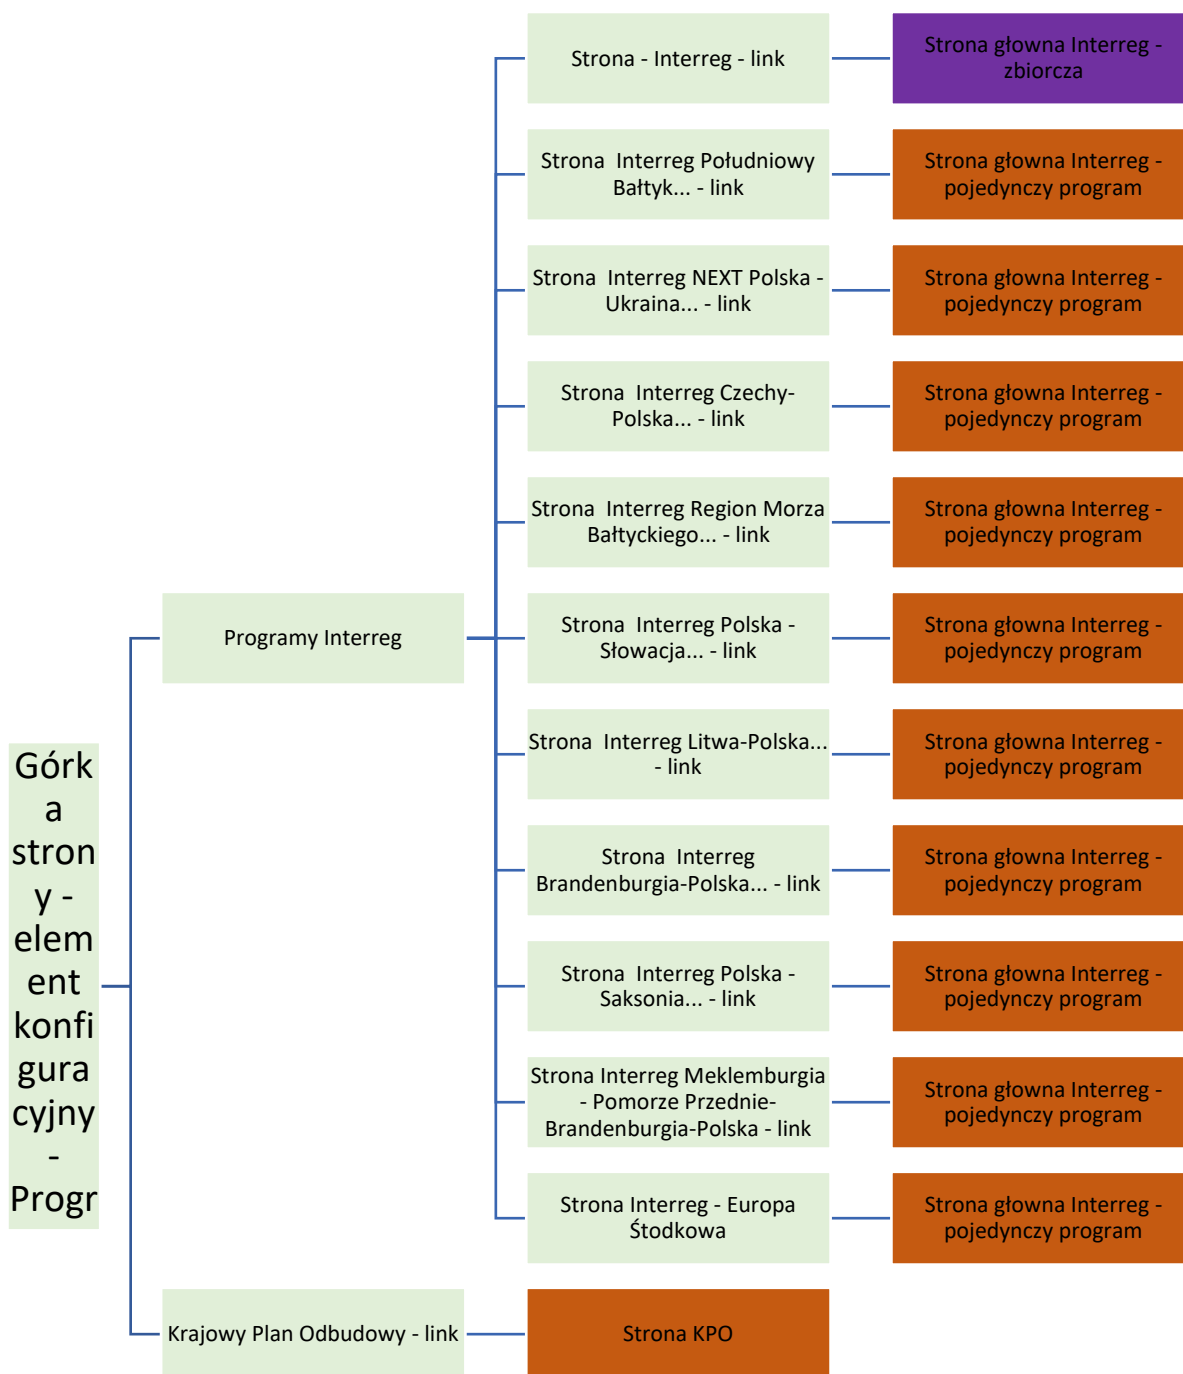 Strona - Interreg - link
Strona głowna Interreg -
zbiorcza
Strona  Interreg Południowy
Bałtyk... - link
Strona głowna Interreg -
pojedynczy program
Strona  Interreg NEXT Polska -
Ukraina... - link
Strona głowna Interreg -
pojedynczy program
Strona  Interreg Czechy-
Polska... - link
Strona głowna Interreg -
pojedynczy program
Strona  Interreg Region Morza
Bałtyckiego... - link
Strona głowna Interreg -
pojedynczy program
Programy Interreg
Strona  Interreg Polska -
Słowacja... - link
Strona głowna Interreg -
pojedynczy program
Górk
a
stron
y -
elem
ent
konfi
gura
cyjny
-
Progr
Strona  Interreg Litwa-Polska...
- link
Strona głowna Interreg -
pojedynczy program
Strona  Interreg
Brandenburgia-Polska... - link
Strona głowna Interreg -
pojedynczy program
Strona  Interreg Polska -
Saksonia... - link
Strona głowna Interreg -
pojedynczy program
Strona Interreg Meklemburgia
- Pomorze Przednie-
Brandenburgia-Polska - link
Strona głowna Interreg -
pojedynczy program
Strona Interreg - Europa
Śtodkowa
Strona głowna Interreg -
pojedynczy program
Krajowy Plan Odbudowy - link
Strona KPO